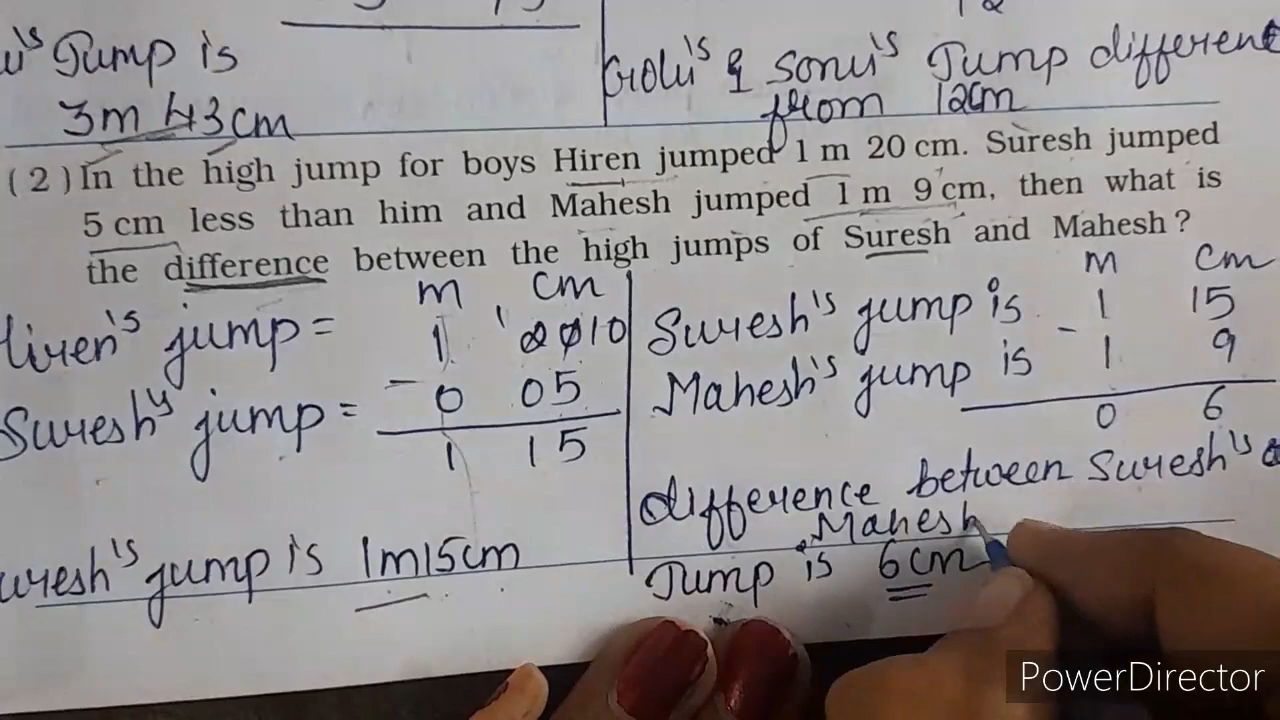 Jump is
3m 43cm
Golu's & Sonu's Jump different
from 12cm
(2) In the high jump for boys Hiren jumped 1 m 20 cm. Suresh jumped
5 cm less than him and Mahesh jumped 1 m 9 cm, then what is
the difference between the high jumps of Suresh and Mahesh?
m cm
Hiren's jump = 1 10
Suresh's jump = - 0 05
1 15
Suresh's jump is 1m15cm
m cm
Suresh's jump is 1 15
Mahesh's jump is - 1 9
0 6
difference between Suresh's
Mahesh
Jump is 6cm
PowerDirector